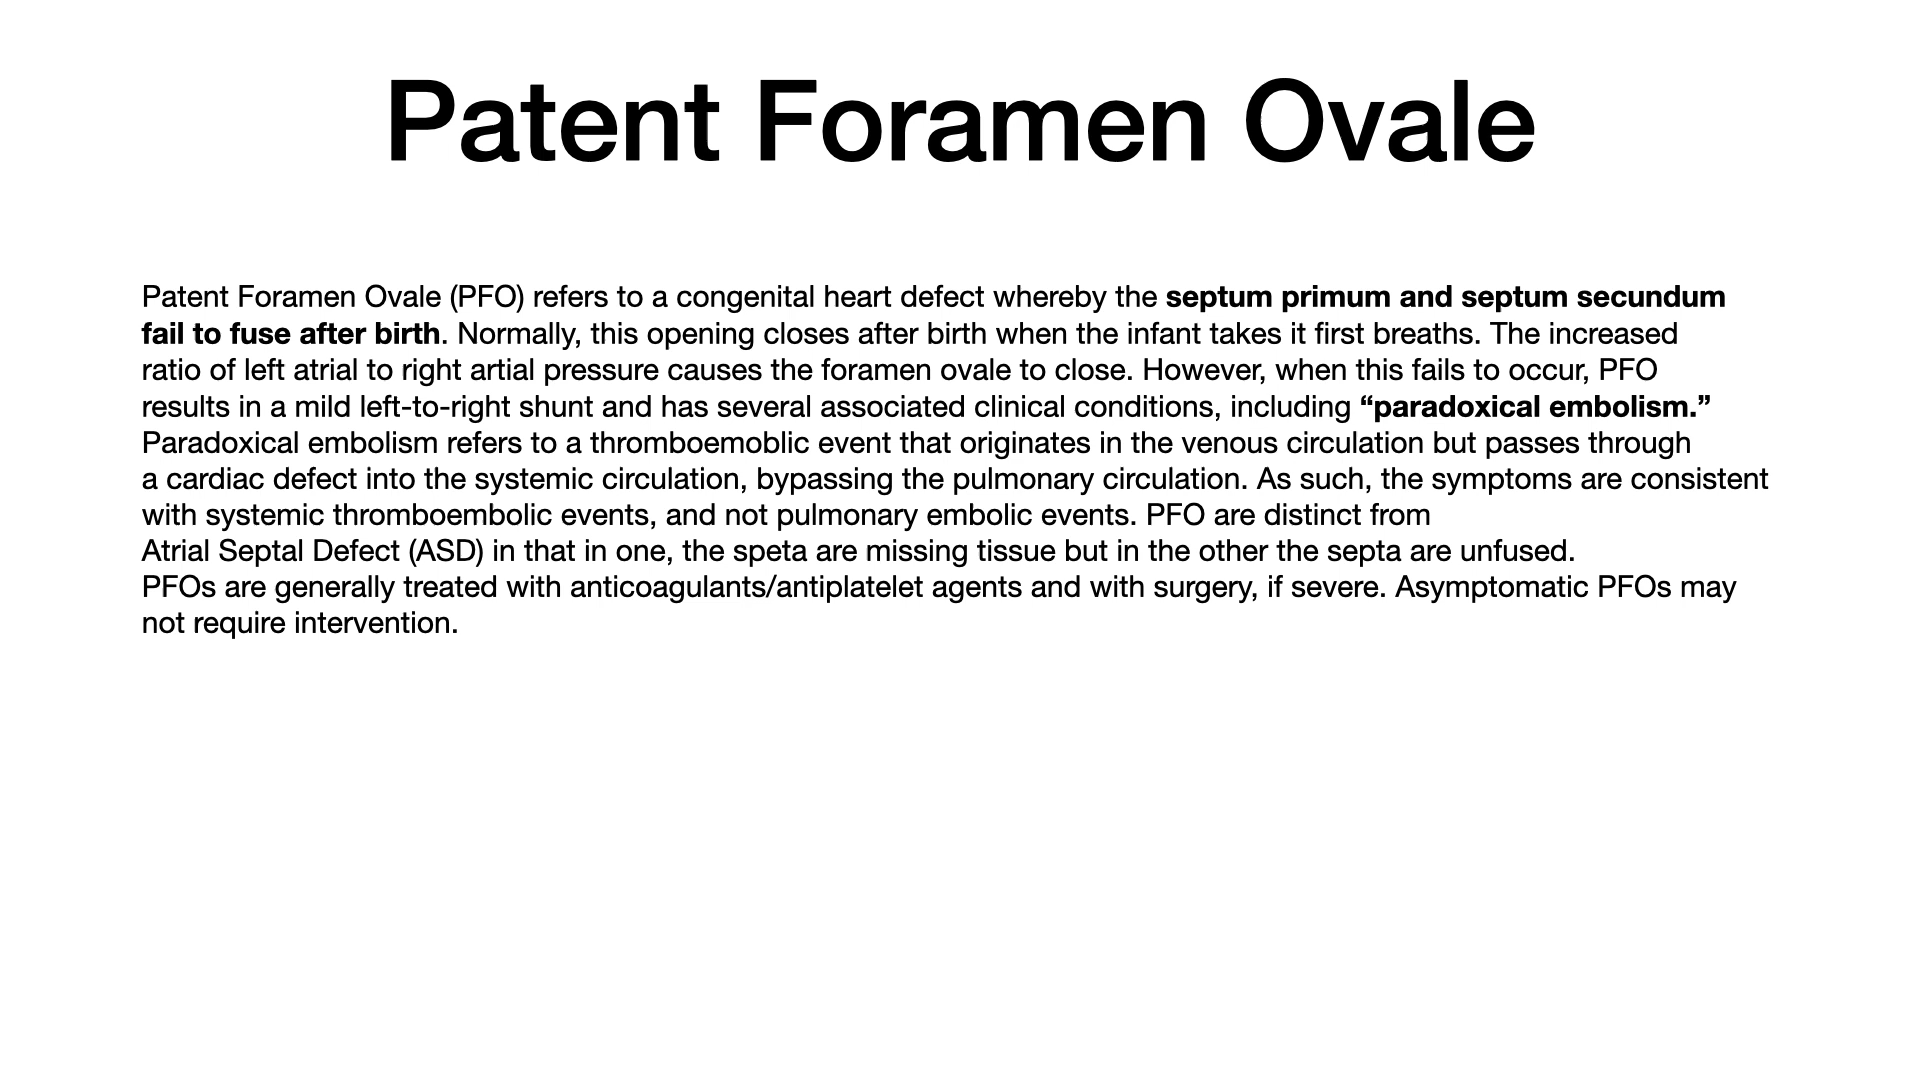 Patent Foramen Ovale
Patent Foramen Ovale (PFO) refers to a congenital heart defect whereby the septum primum and septum secundum
fail to fuse after birth. Normally, this opening closes after birth when the infant takes it first breaths. The increased
ratio of left atrial to right artial pressure causes the foramen ovale to close. However, when this fails to occur, PFO
results in a mild left-to-right shunt and has several associated clinical conditions, including “paradoxical embolism.”
Paradoxical embolism refers to a thromboemoblic event that originates in the venous circulation but passes through
a cardiac defect into the systemic circulation, bypassing the pulmonary circulation. As such, the symptoms are consistent
with systemic thromboembolic events, and not pulmonary embolic events. PFO are distinct from
Atrial Septal Defect (ASD) in that in one, the speta are missing tissue but in the other the septa are unfused.
PFOs are generally treated with anticoagulants/antiplatelet agents and with surgery, if severe. Asymptomatic PFOs may
not require intervention.